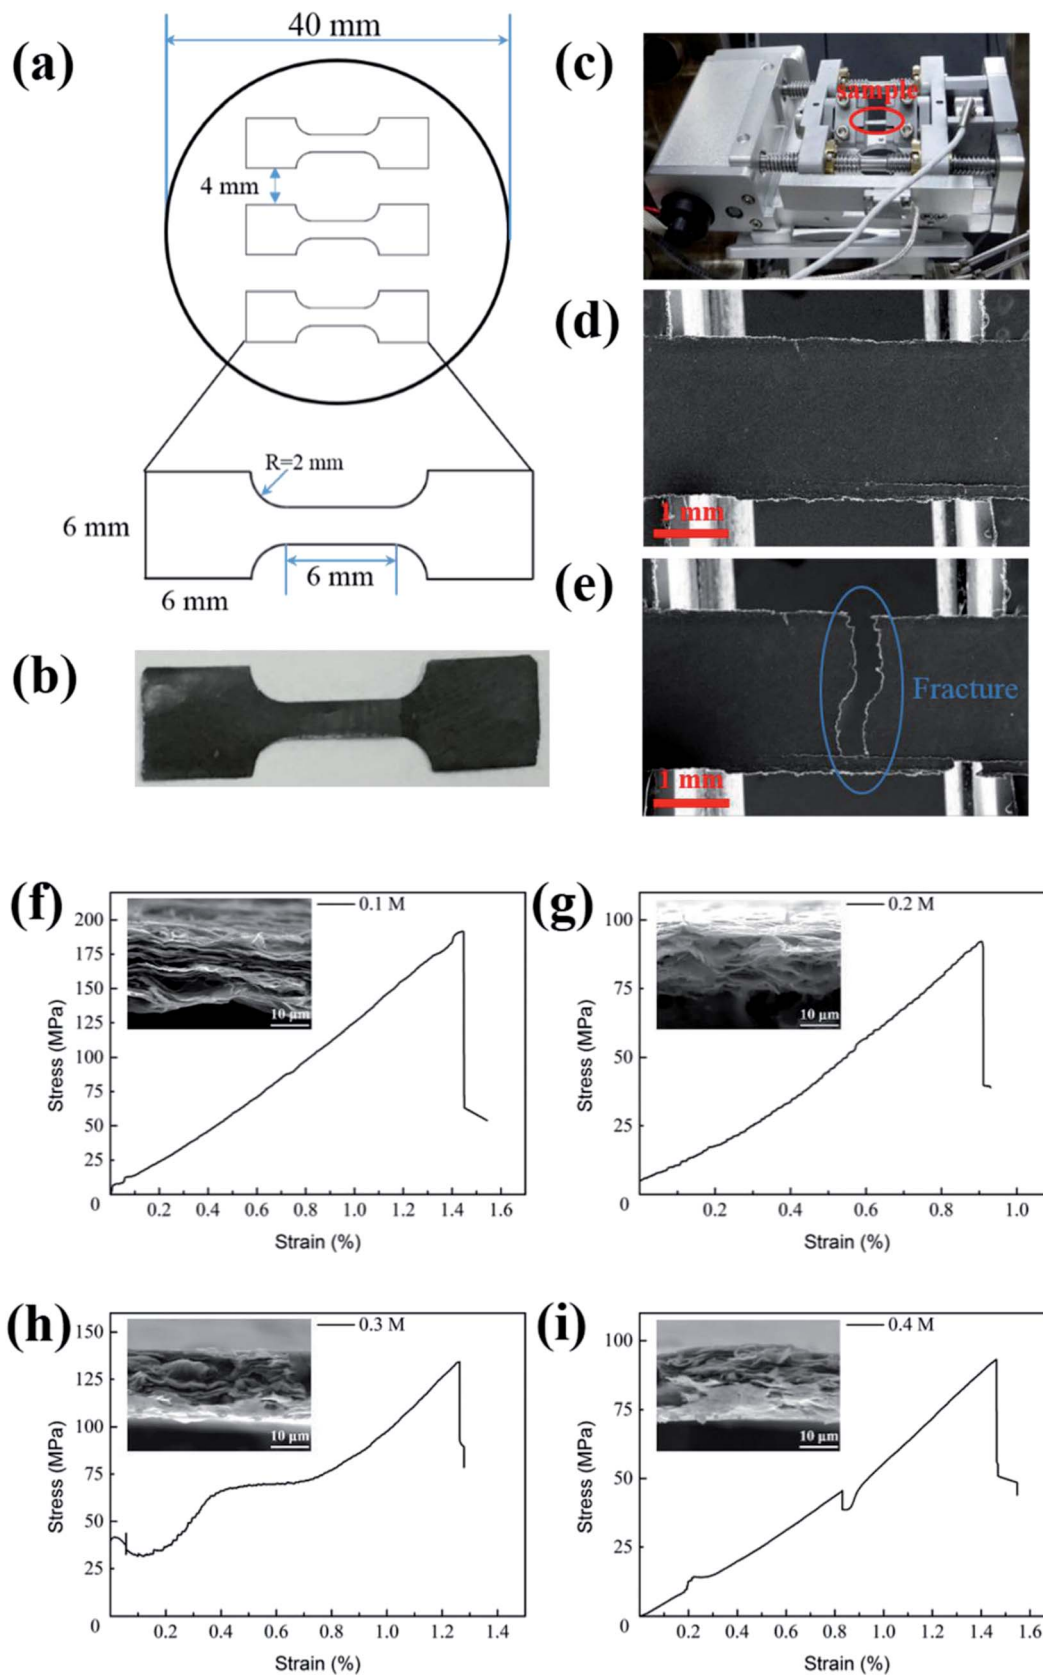 (a)
40 mm
4 mm
R=2 mm
6 mm
6 mm
6 mm
(b)
(c)
sample
(d)
1 mm
(e)
Fracture
1 mm
(f)
0.1 M
10 µm
Stress (MPa)
200
175
150
125
100
75
50
25
0
0.2 0.4 0.6 0.8 1.0 1.2 1.4 1.6
Strain (%)
(g)
0.2 M
10 µm
Stress (MPa)
100
75
50
25
0
0.2 0.4 0.6 0.8 1.0
Strain (%)
(h)
0.3 M
10 µm
Stress (MPa)
150
125
100
75
50
25
0
0.2 0.4 0.6 0.8 1.0 1.2 1.4
Strain (%)
(i)
0.4 M
10 µm
Stress (MPa)
100
75
50
25
0
0.2 0.4 0.6 0.8 1.0 1.2 1.4 1.6
Strain (%)